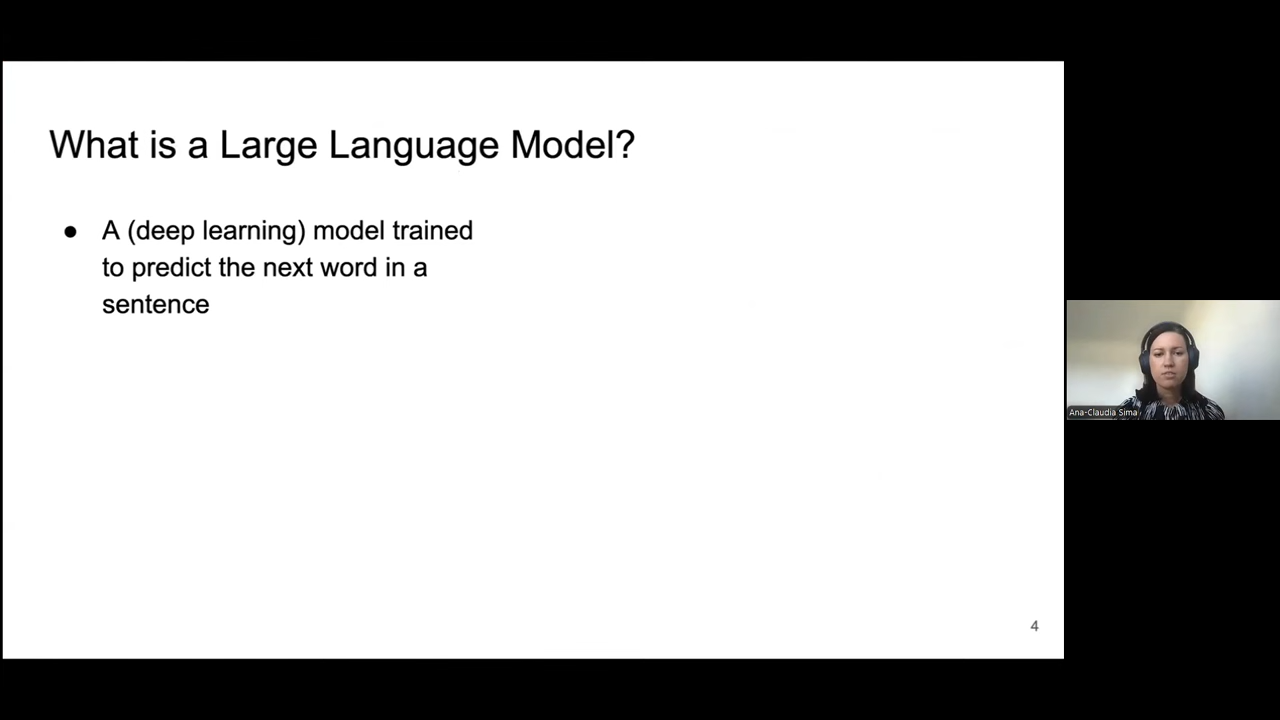 What is a Large Language Model?
● A (deep learning) model trained
to predict the next word in a
sentence
Ana-Claudia Sima
4